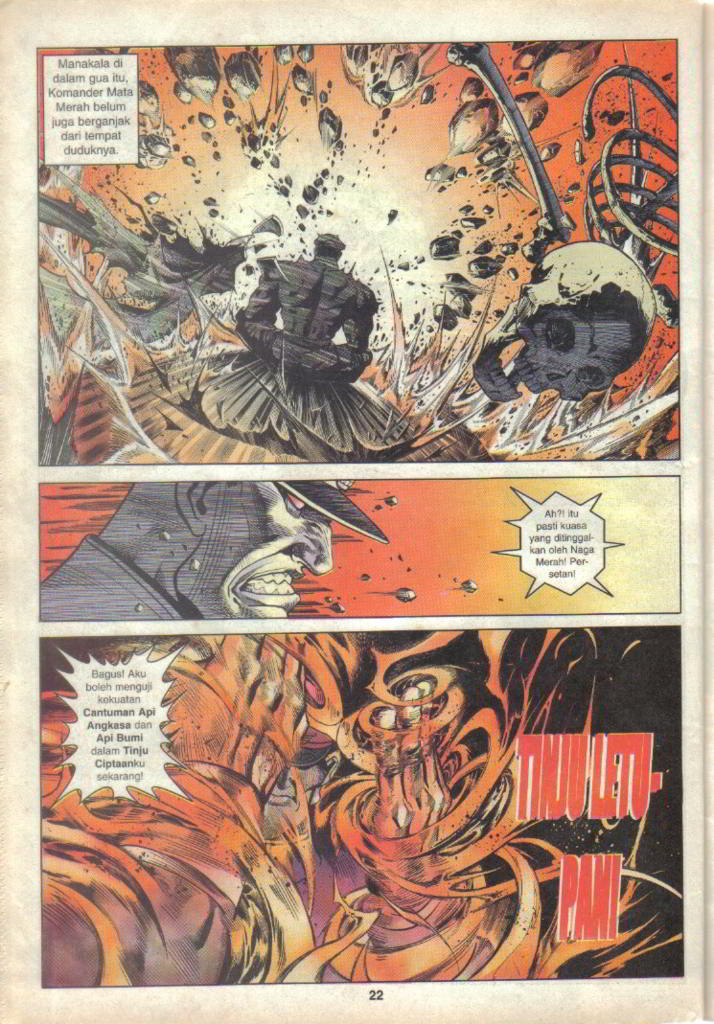 Manakala di
dalam gua itu,
Komander Mata
Merah belum
juga berganjak
dari tempat
duduknya.
Ah?! Itu
pasti kuasa
yang ditinggal-
kan oleh Naga
Merah! Per-
setan!
Bagus! Aku
boleh menguji
kekuatan
Cantuman Api
Angkasa dan
Api Bumi
dalam Tinju
Ciptaanku
sekarang!
TINJU LETU-
PAN!
22